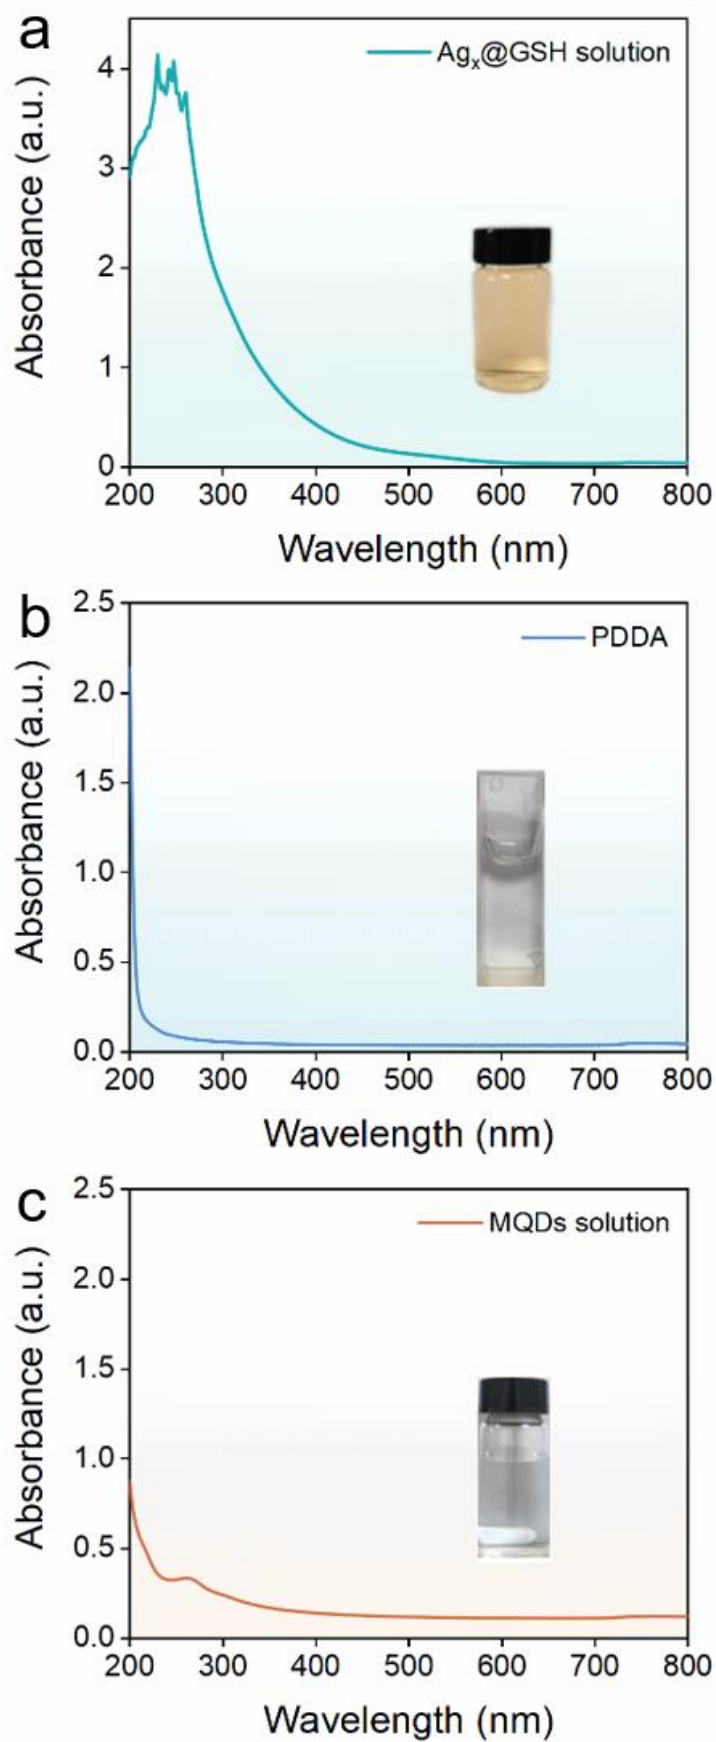 a
Agx@GSH solution
Absorbance (a.u.)
4
3
2
1
0
200 300 400 500 600 700 800
Wavelength (nm)
b
PDDA
Absorbance (a.u.)
2.5
2.0
1.5
1.0
0.5
0.0
200 300 400 500 600 700 800
Wavelength (nm)
c
MQDs solution
Absorbance (a.u.)
2.5
2.0
1.5
1.0
0.5
0.0
200 300 400 500 600 700 800
Wavelength (nm)